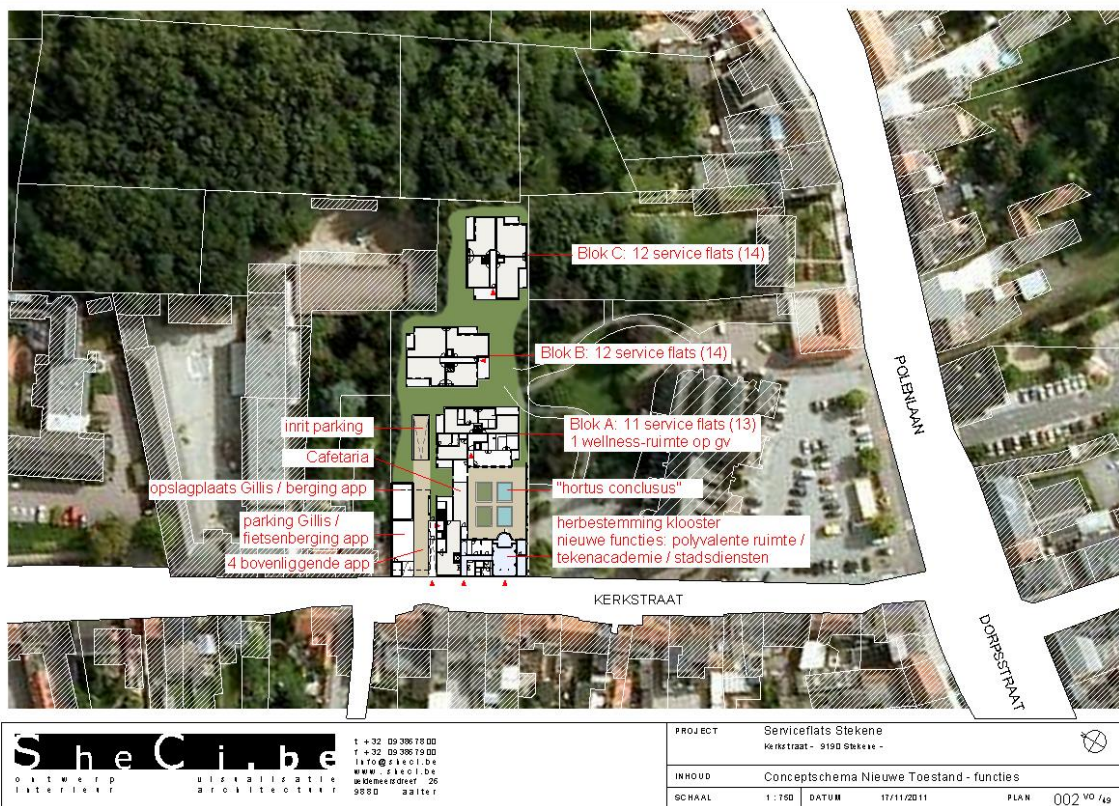 Blok C: 12 service flats (14)
Blok B: 12 service flats (14)
Blok A: 11 service flats (13)
1 wellness-ruimte op gv
inrit parking
Cafetaria
opslagplaats Gillis / berging app
parking Gillis /
fietsenberging app
4 bovenliggende app
"hortus conclusus"
herbestemming klooster
nieuwe functies: polyvalente ruimte /
tekenacademie / stadsdiensten
POLENLAAN
KERKSTRAAT
DORPSSTRAAT
SheCi.be
ontwerp visualisatie
interieur architectuur
t +32 09 386 78 00
f +32 09 386 79 00
info@sheci.be
www.sheci.be
weldemeersdreef 26
9880 aalter
PROJECT Serviceflats Stekene
Kerkstraat - 9190 Stekene -
INHOUD Conceptschema Nieuwe Toestand - functies
SCHAAL 1 : 750 DATUM 17/11/2011 PLAN 002 VO /49